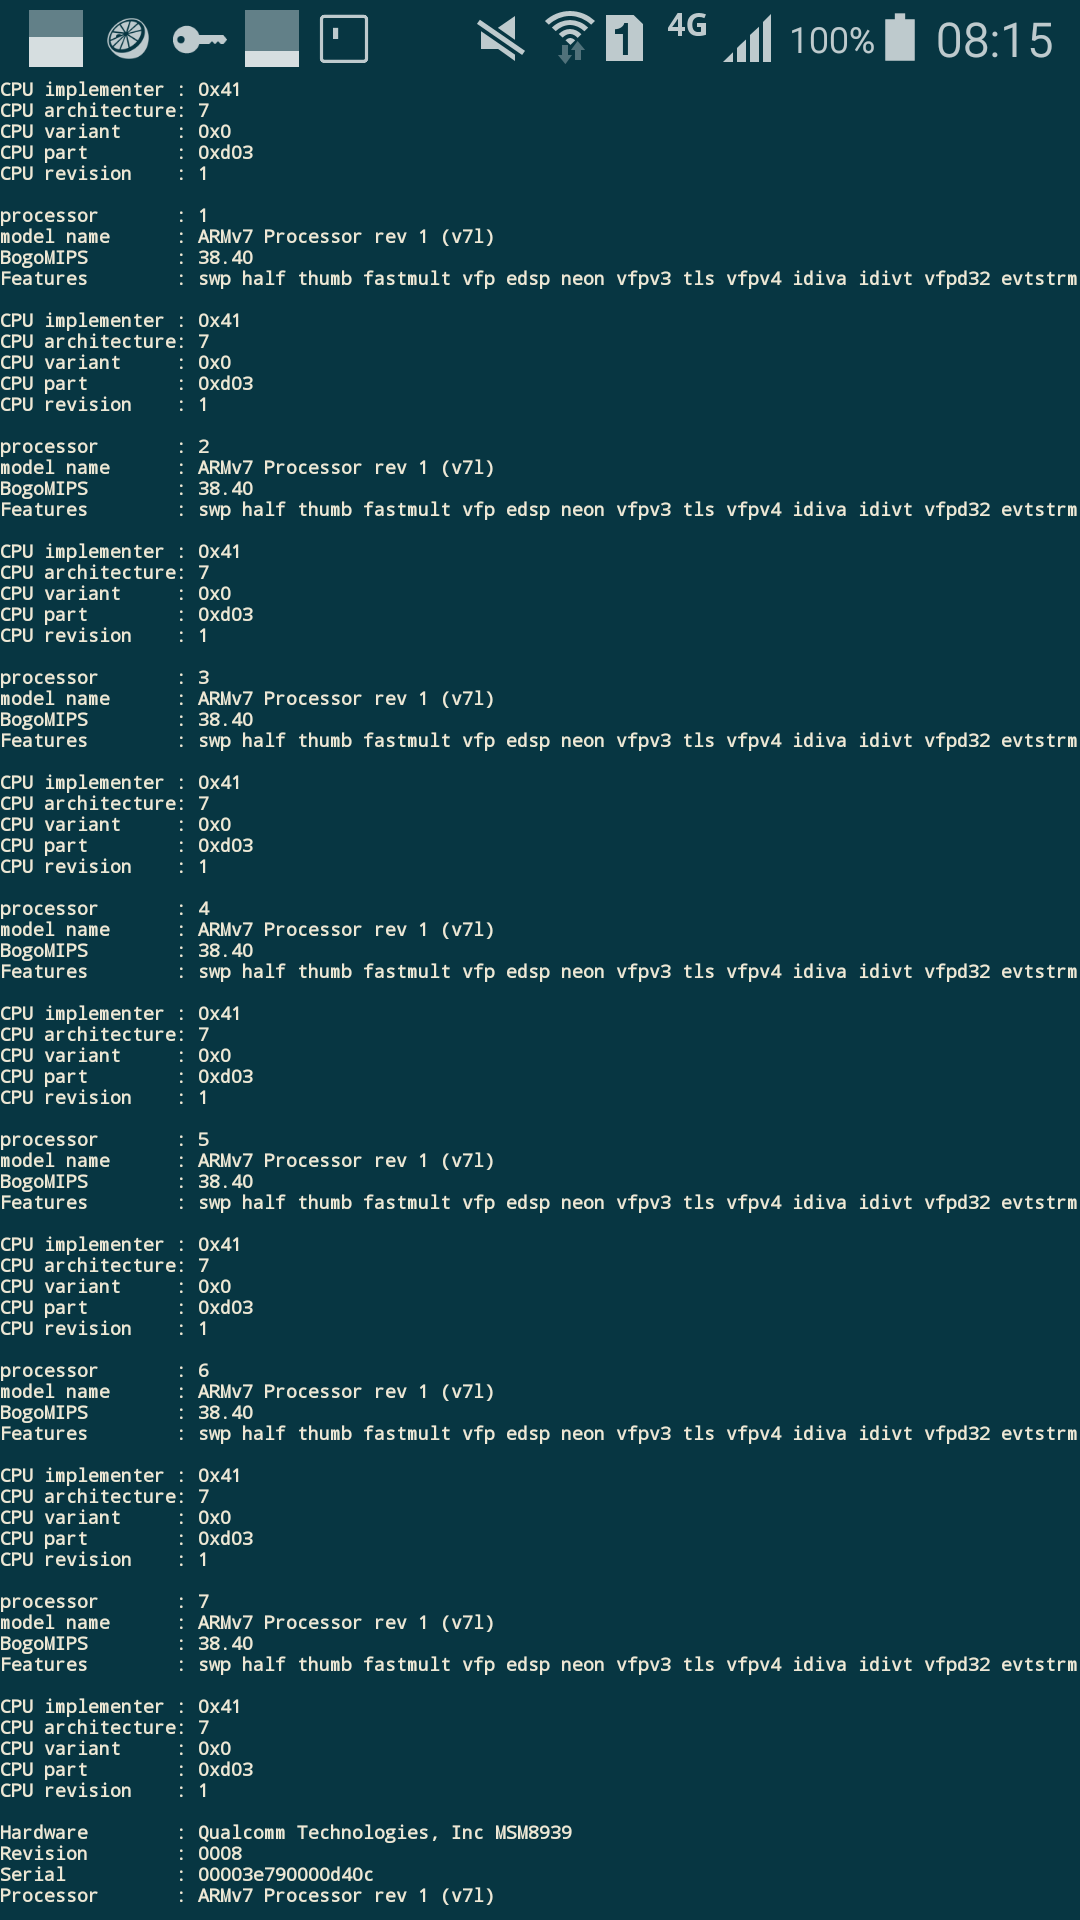 1 4G 100% 08:15
CPU implementer : 0x41
CPU architecture: 7
CPU variant : 0x0
CPU part : 0xd03
CPU revision : 1
processor : 1
model name : ARMv7 Processor rev 1 (v7l)
BogoMIPS : 38.40
Features : swp half thumb fastmult vfp edsp neon vfpv3 tls vfpv4 idiva idivt vfpd32 evtstrm
CPU implementer : 0x41
CPU architecture: 7
CPU variant : 0x0
CPU part : 0xd03
CPU revision : 1
processor : 2
model name : ARMv7 Processor rev 1 (v7l)
BogoMIPS : 38.40
Features : swp half thumb fastmult vfp edsp neon vfpv3 tls vfpv4 idiva idivt vfpd32 evtstrm
CPU implementer : 0x41
CPU architecture: 7
CPU variant : 0x0
CPU part : 0xd03
CPU revision : 1
processor : 3
model name : ARMv7 Processor rev 1 (v7l)
BogoMIPS : 38.40
Features : swp half thumb fastmult vfp edsp neon vfpv3 tls vfpv4 idiva idivt vfpd32 evtstrm
CPU implementer : 0x41
CPU architecture: 7
CPU variant : 0x0
CPU part : 0xd03
CPU revision : 1
processor : 4
model name : ARMv7 Processor rev 1 (v7l)
BogoMIPS : 38.40
Features : swp half thumb fastmult vfp edsp neon vfpv3 tls vfpv4 idiva idivt vfpd32 evtstrm
CPU implementer : 0x41
CPU architecture: 7
CPU variant : 0x0
CPU part : 0xd03
CPU revision : 1
processor : 5
model name : ARMv7 Processor rev 1 (v7l)
BogoMIPS : 38.40
Features : swp half thumb fastmult vfp edsp neon vfpv3 tls vfpv4 idiva idivt vfpd32 evtstrm
CPU implementer : 0x41
CPU architecture: 7
CPU variant : 0x0
CPU part : 0xd03
CPU revision : 1
processor : 6
model name : ARMv7 Processor rev 1 (v7l)
BogoMIPS : 38.40
Features : swp half thumb fastmult vfp edsp neon vfpv3 tls vfpv4 idiva idivt vfpd32 evtstrm
CPU implementer : 0x41
CPU architecture: 7
CPU variant : 0x0
CPU part : 0xd03
CPU revision : 1
processor : 7
model name : ARMv7 Processor rev 1 (v7l)
BogoMIPS : 38.40
Features : swp half thumb fastmult vfp edsp neon vfpv3 tls vfpv4 idiva idivt vfpd32 evtstrm
CPU implementer : 0x41
CPU architecture: 7
CPU variant : 0x0
CPU part : 0xd03
CPU revision : 1
Hardware : Qualcomm Technologies, Inc MSM8939
Revision : 0008
Serial : 00003e790000d40c
Processor : ARMv7 Processor rev 1 (v7l)